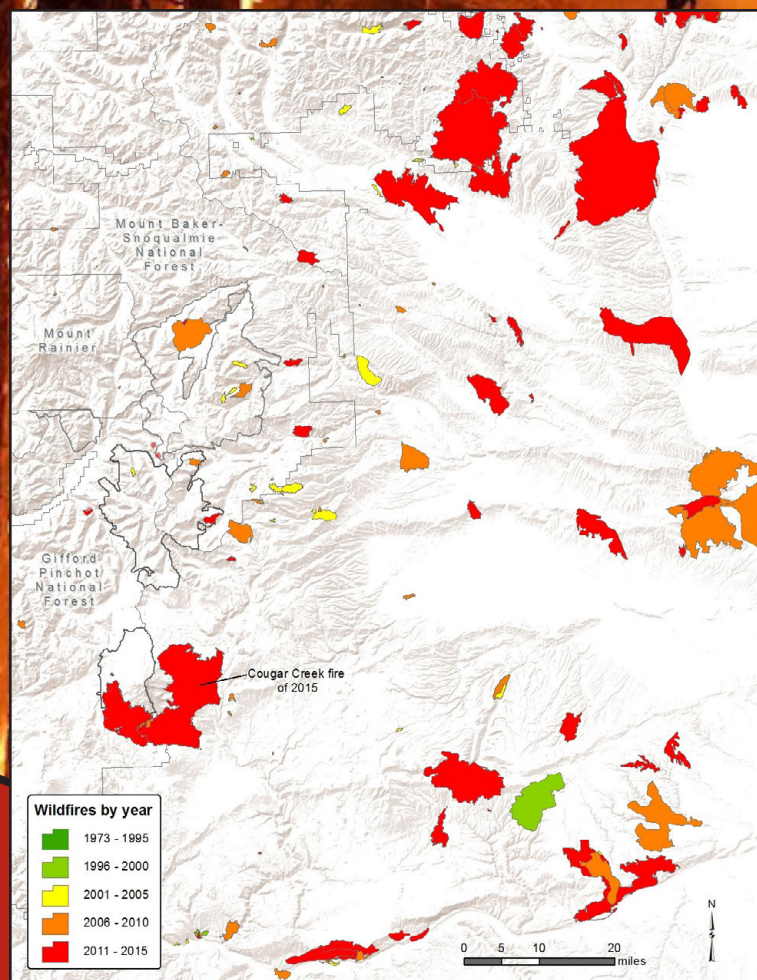 Mount Baker-
Snoqualmie
National
Forest
Mount
Rainier
Gifford
Pinchot
National
Forest
Cougar Creek fire
of 2015
Wildfires by year
1973 - 1995
1996 - 2000
2001 - 2005
2006 - 2010
2011 - 2015
N
0 5 10 20
miles